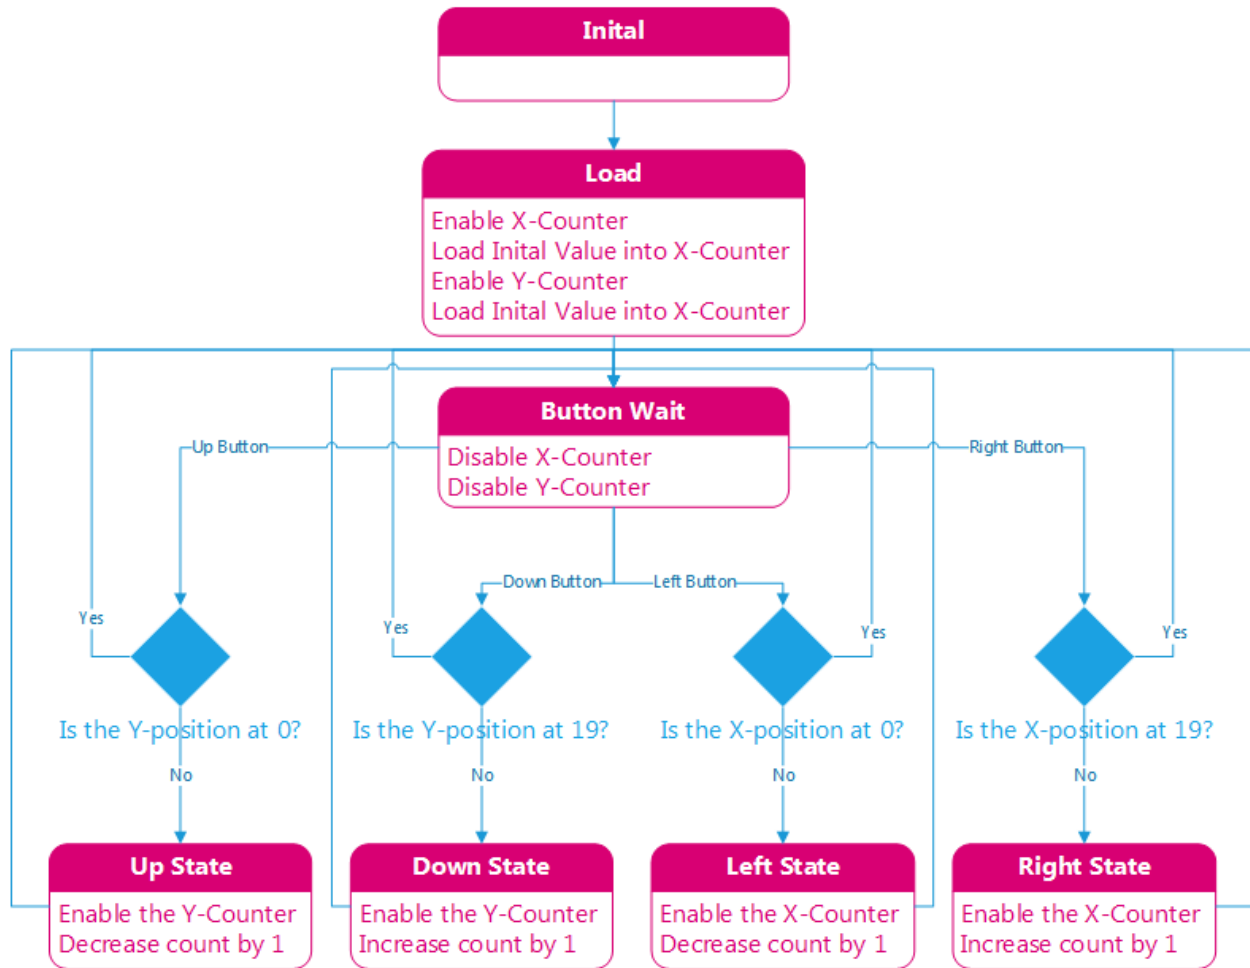 Inital
Load
Enable X-Counter
Load Inital Value into X-Counter
Enable Y-Counter
Load Inital Value into X-Counter
Button Wait
Disable X-Counter
Disable Y-Counter
Up Button
Right Button
Down Button
Left Button
Yes
Yes
Yes
Yes
Is the Y-position at 0?
Is the Y-position at 19?
Is the X-position at 0?
Is the X-position at 19?
No
No
No
No
Up State
Enable the Y-Counter
Decrease count by 1
Down State
Enable the Y-Counter
Increase count by 1
Left State
Enable the X-Counter
Decrease count by 1
Right State
Enable the X-Counter
Increase count by 1